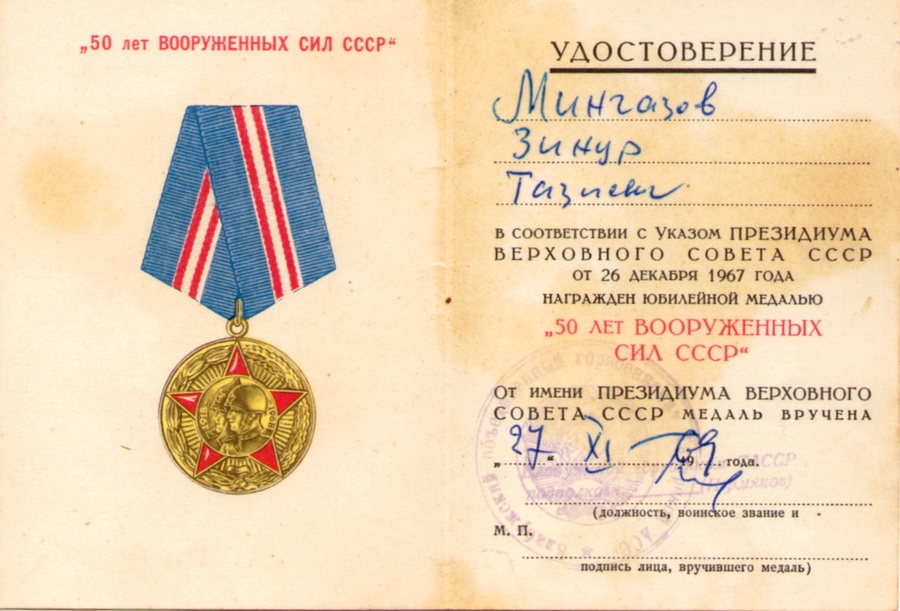 „50 лет ВООРУЖЕННЫХ СИЛ СССР“
УДОСТОВЕРЕНИЕ
Мингазов
Зинур
Тазиевич
В СООТВЕТСТВИИ С УКАЗОМ ПРЕЗИДИУМА
ВЕРХОВНОГО СОВЕТА СССР
ОТ 26 ДЕКАБРЯ 1967 ГОДА
НАГРАЖДЕН ЮБИЛЕЙНОЙ МЕДАЛЬЮ
„50 ЛЕТ ВООРУЖЕННЫХ
СИЛ СССР“
ОТ ИМЕНИ ПРЕЗИДИУМА ВЕРХОВНОГО
СОВЕТА СССР МЕДАЛЬ ВРУЧЕНА
„27“ XI 1969 года.
(должность, воинское звание и
М. П.
подпись лица, вручившего медаль)